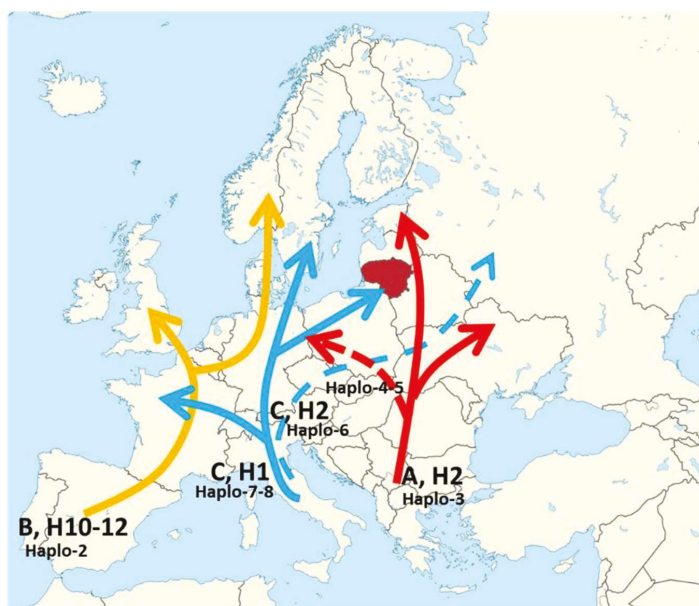 Haplo-4-5
C, H2
Haplo-6
C, H1
Haplo-7-8
A, H2
Haplo-3
B, H10-12
Haplo-2